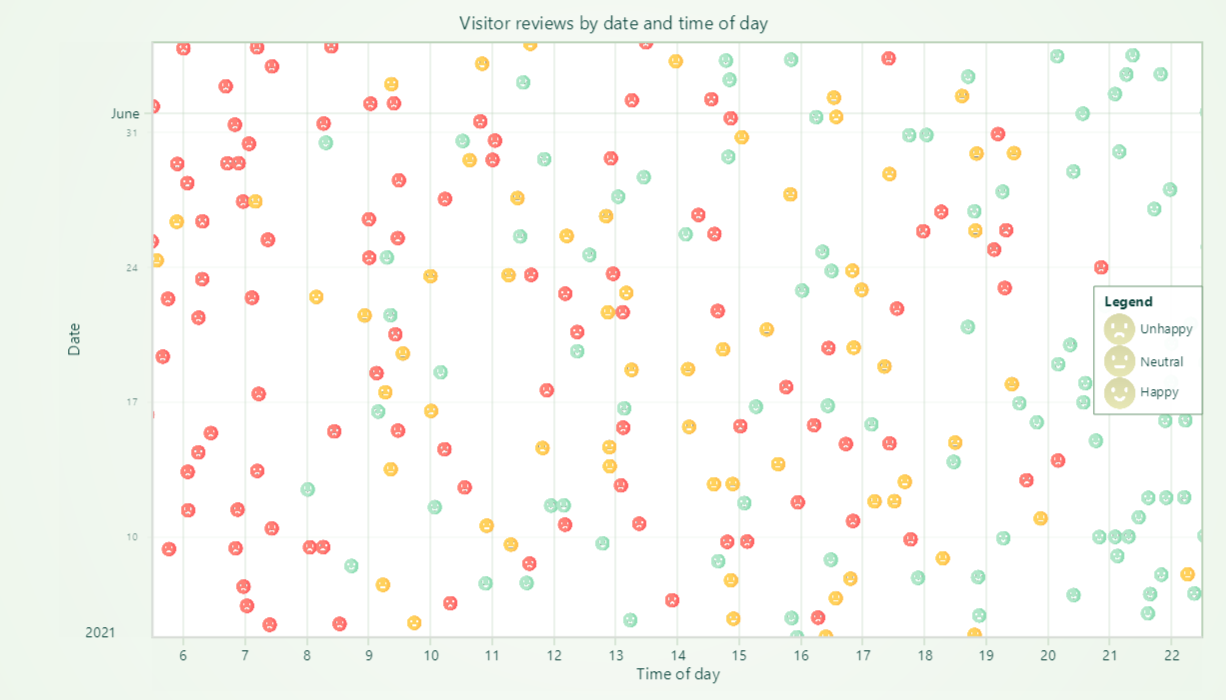 Visitor reviews by date and time of day
June
31
24
17
10
2021
Date
Legend
Unhappy
Neutral
Happy
6 7 8 9 10 11 12 13 14 15 16 17 18 19 20 21 22
Time of day